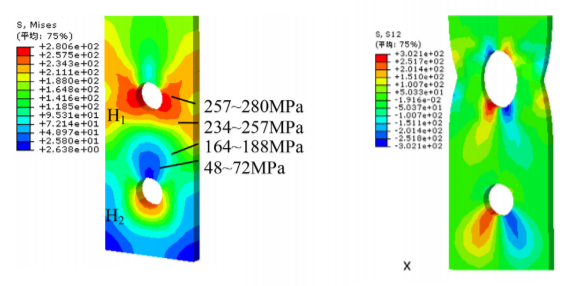 S, Mises
(平均: 75%)
+2.806e+02
+2.575e+02
+2.343e+02
+2.111e+02
+1.880e+02
+1.648e+02
+1.416e+02
+1.185e+02
+9.531e+01
+7.214e+01
+4.897e+01
+2.580e+01
+2.638e+00
H1
H2
257~280MPa
234~257MPa
164~188MPa
48~72MPa
S, S12
(平均: 75%)
+3.021e+02
+2.517e+02
+2.014e+02
+1.510e+02
+1.007e+02
+5.033e+01
-1.916e-02
-5.037e+01
-1.007e+02
-1.511e+02
-2.014e+02
-2.518e+02
-3.021e+02
X